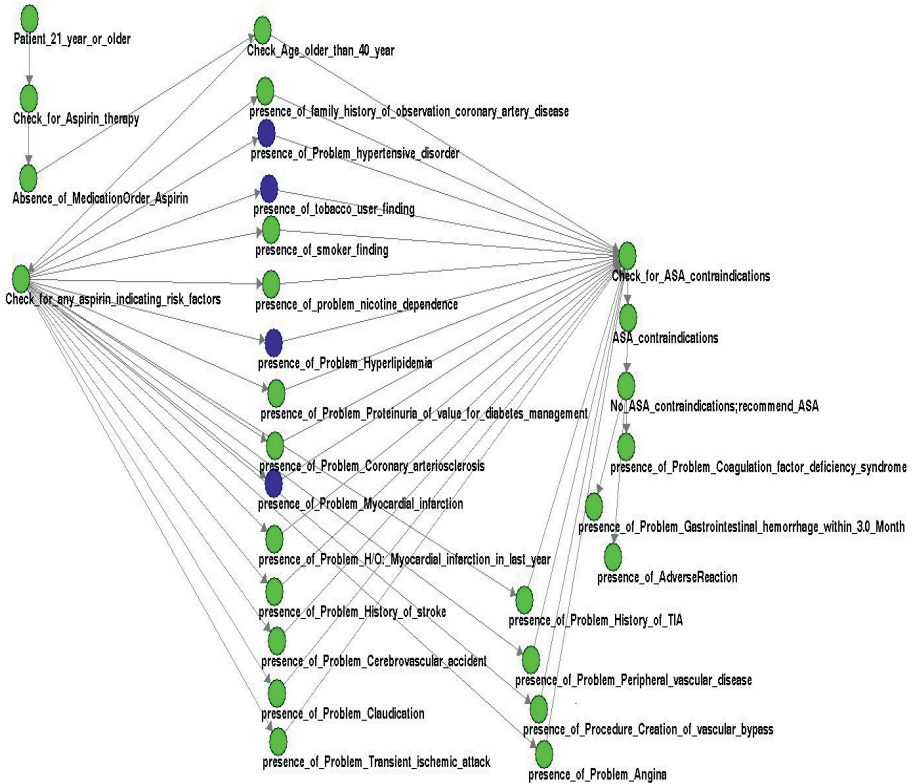 Patient_21_year_or_older
Check_Age_older_than_40_year
Check_for_Aspirin_therapy
presence_of_family_history_of_observation_coronary_artery_disease
presence_of_Problem_hypertensive_disorder
Absence_of_MedicationOrder_Aspirin
presence_of_tobacco_user_finding
presence_of_smoker_finding
Check_for_ASA_contraindications
Check_for_any_aspirin_indicating_risk_factors
presence_of_problem_nicotine_dependence
ASA_contraindications
presence_of_Problem_Hyperlipidemia
No_ASA_contraindications;recommend_ASA
presence_of_Problem_Proteinuria_of_value_for_diabetes_management
presence_of_Problem_Coronary_arteriosclerosis
presence_of_Problem_Coagulation_factor_deficiency_syndrome
presence_of_Problem_Myocardial_infarction
presence_of_Problem_Gastrointestinal_hemorrhage_within_3.0_Month
presence_of_Problem_H/O:_Myocardial_infarction_in_last_year
presence_of_AdverseReaction
presence_of_Problem_History_of_stroke
presence_of_Problem_History_of_TIA
presence_of_Problem_Cerebrovascular_accident
presence_of_Problem_Peripheral_vascular_disease
presence_of_Problem_Claudication
presence_of_Procedure_Creation_of_vascular_bypass
presence_of_Problem_Transient_ischemic_attack
presence_of_Problem_Angina